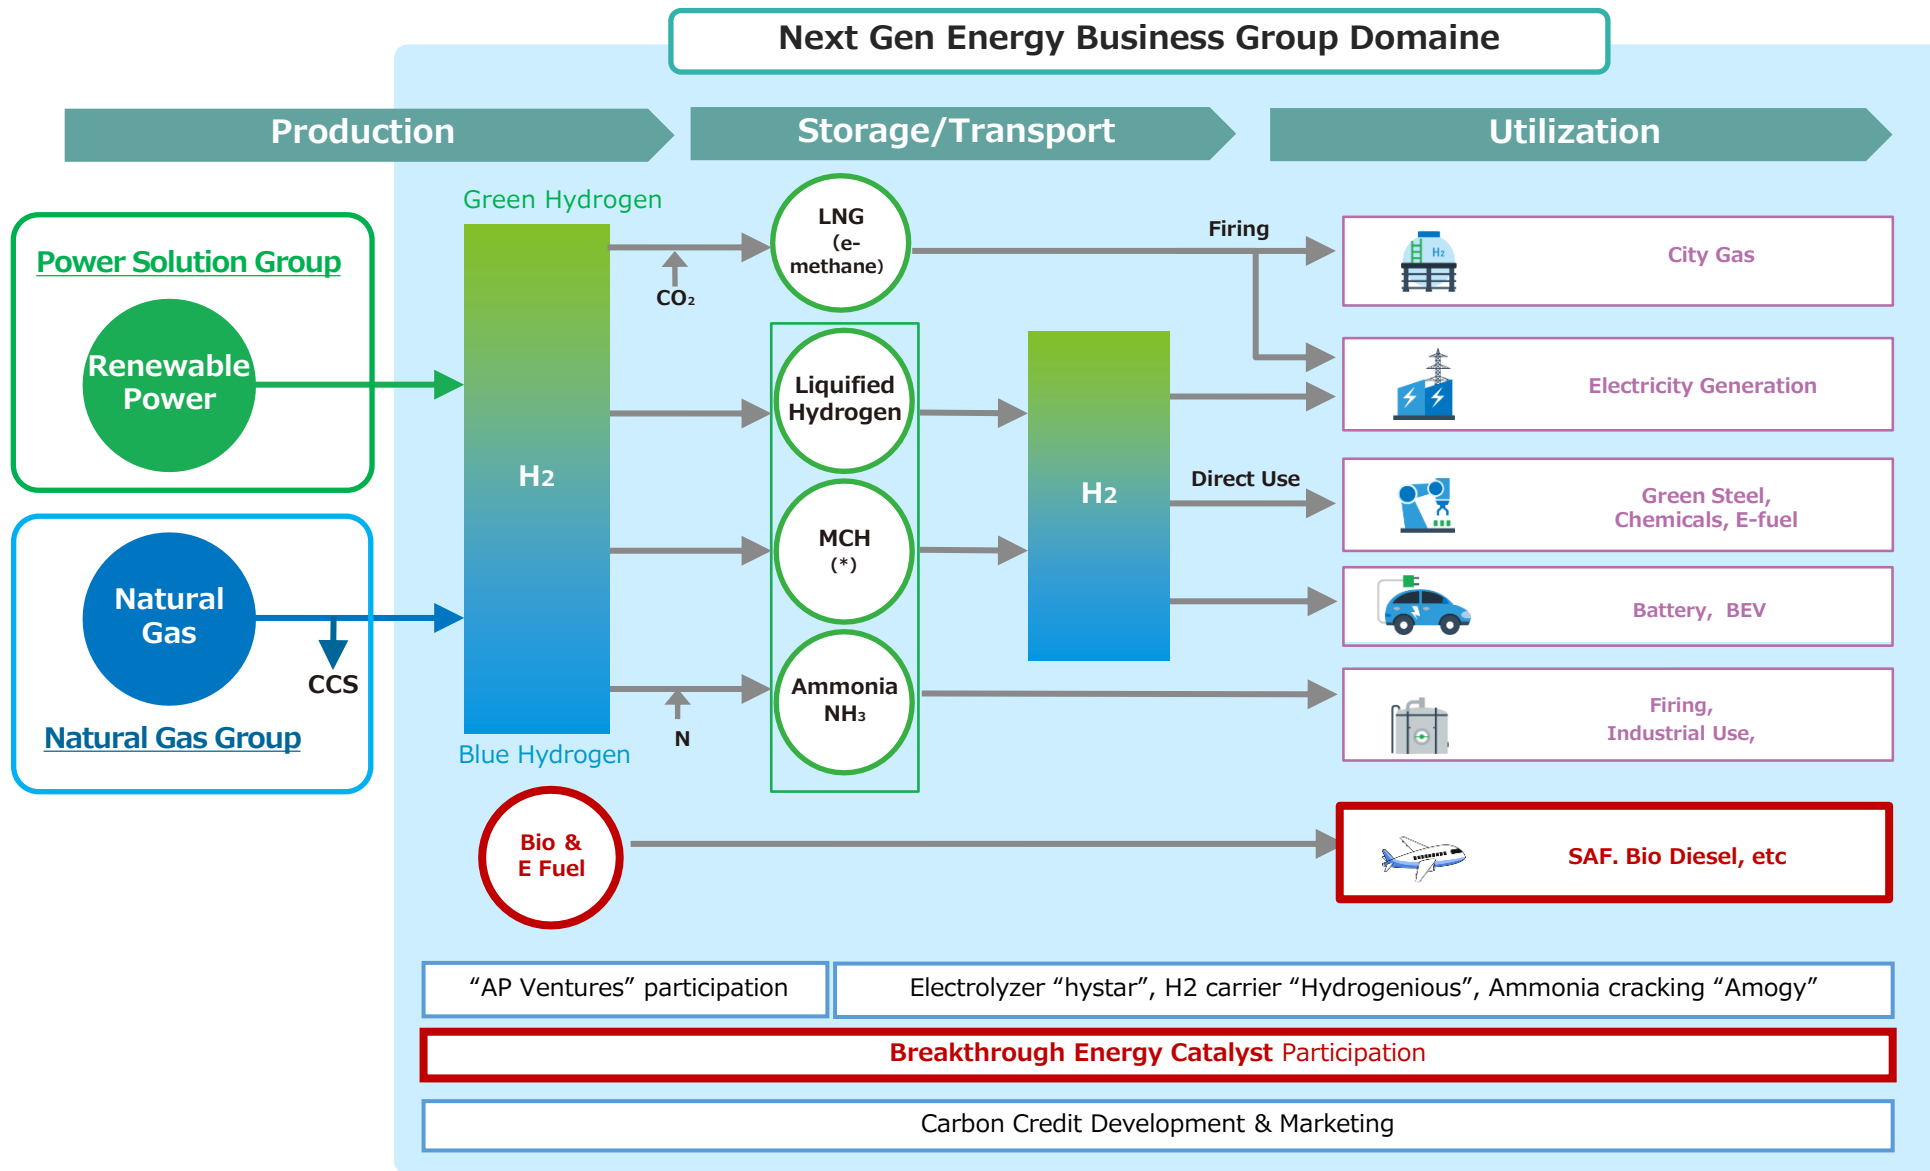 Next Gen Energy Business Group Domaine
Production
Storage/Transport
Utilization
Power Solution Group
Renewable
Power
Natural
Gas
CCS
Natural Gas Group
Green Hydrogen
H2
Blue Hydrogen
CO₂
N
LNG
(e-
methane)
Liquified
Hydrogen
MCH
(*)
Ammonia
NH₃
H2
Firing
Direct Use
H2
City Gas
Electricity Generation
Green Steel,
Chemicals, E-fuel
Battery, BEV
Firing,
Industrial Use,
Bio &
E Fuel
SAF. Bio Diesel, etc
“AP Ventures” participation
Electrolyzer “hystar”, H2 carrier “Hydrogenious”, Ammonia cracking “Amogy”
Breakthrough Energy Catalyst Participation
Carbon Credit Development & Marketing